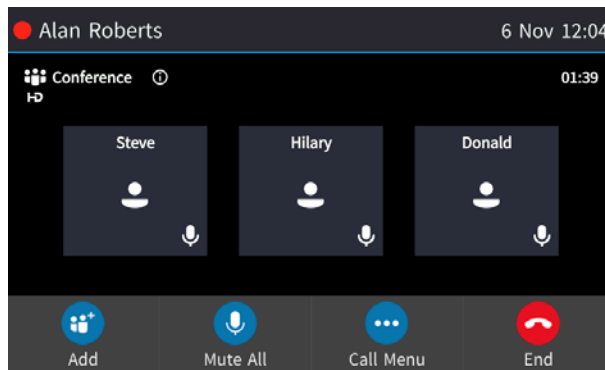 Alan Roberts 6 Nov 12:04
Conference 01:39
HD
Steve Hilary Donald
Add Mute All Call Menu End